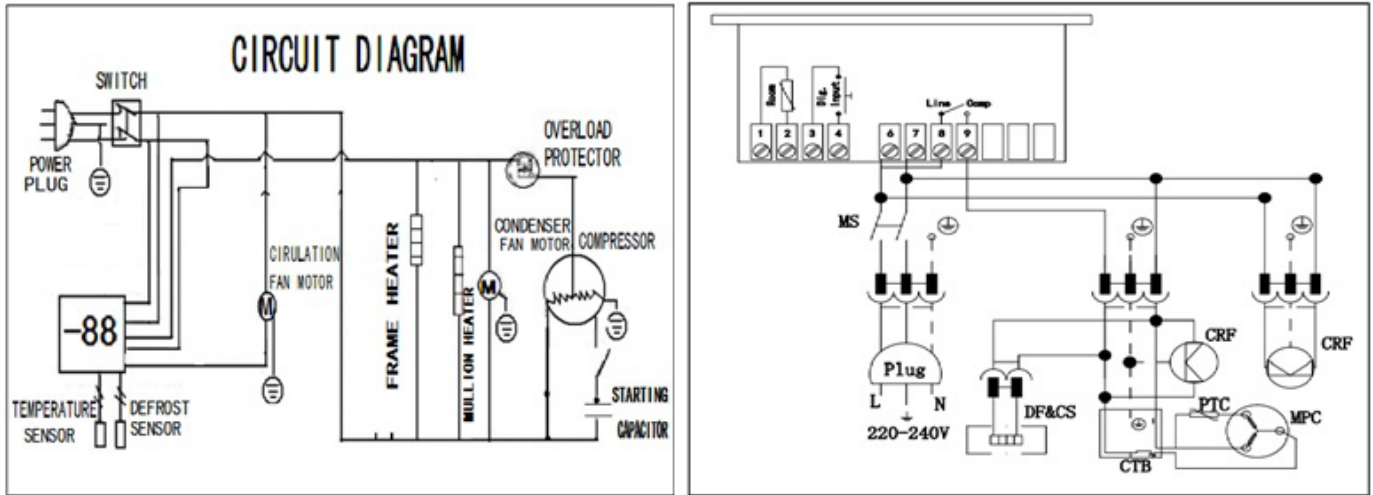 CIRCUIT DIAGRAM
SWITCH
POWER
PLUG
OVERLOAD
PROTECTOR
CONDENSER
FAN MOTOR
COMPRESSOR
CIRULATION
FAN MOTOR
M
M
-88
FRAME HEATER
MULLION HEATER
TEMPERATURE
SENSOR
DEFROST
SENSOR
STARTING
CAPACITOR
Room
Dig.
Input
Line
Comp
1 2 3 4 6 7 8 9
MS
Plug
L N
220-240V
DF&CS
CRF
CRF
PTC
MPC
CTB